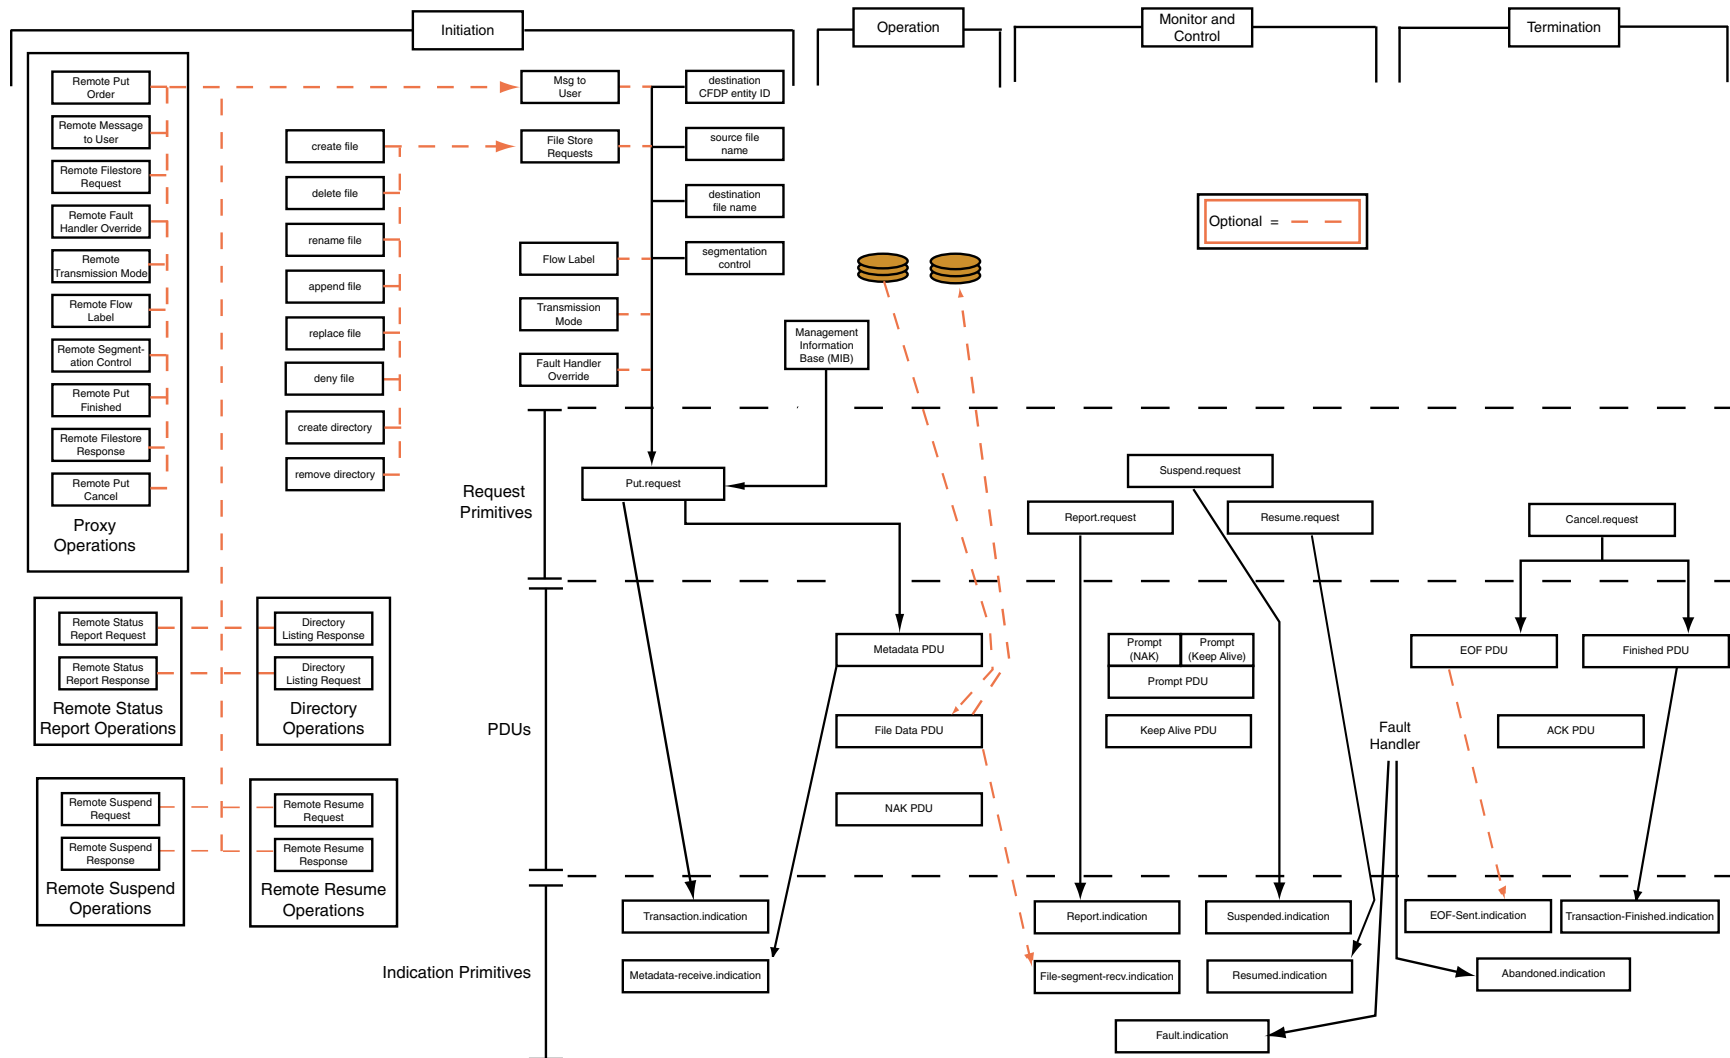 Initiation
Operation
Monitor and
Control
Termination
Remote Put
Order
Remote Message
to User
Remote Filestore
Request
Remote Fault
Handler Override
Remote
Transmission Mode
Remote Flow
Label
Remote Segment-
ation Control
Remote Put
Finished
Remote Filestore
Response
Remote Put
Cancel
Proxy
Operations
create file
delete file
rename file
append file
replace file
deny file
create directory
remove directory
Msg to
User
File Store
Requests
Flow Label
Transmission
Mode
Fault Handler
Override
destination
CFDP entity ID
source file
name
destination
file name
segmentation
control
Management
Information
Base (MIB)
Optional =
Request
Primitives
Put.request
Suspend.request
Report.request
Resume.request
Cancel.request
Remote Status
Report Request
Remote Status
Report Response
Remote Status
Report Operations
Directory
Listing Response
Directory
Listing Request
Directory
Operations
PDUs
Metadata PDU
File Data PDU
NAK PDU
Prompt
(NAK)
Prompt
(Keep Alive)
Prompt PDU
Keep Alive PDU
EOF PDU
Finished PDU
ACK PDU
Fault
Handler
Remote Suspend
Request
Remote Suspend
Response
Remote Suspend
Operations
Remote Resume
Request
Remote Resume
Response
Remote Resume
Operations
Indication Primitives
Transaction.indication
Metadata-receive.indication
Report.indication
Suspended.indication
EOF-Sent.indication
Transaction-Finished.indication
File-segment-recv.indication
Resumed.indication
Abandoned.indication
Fault.indication